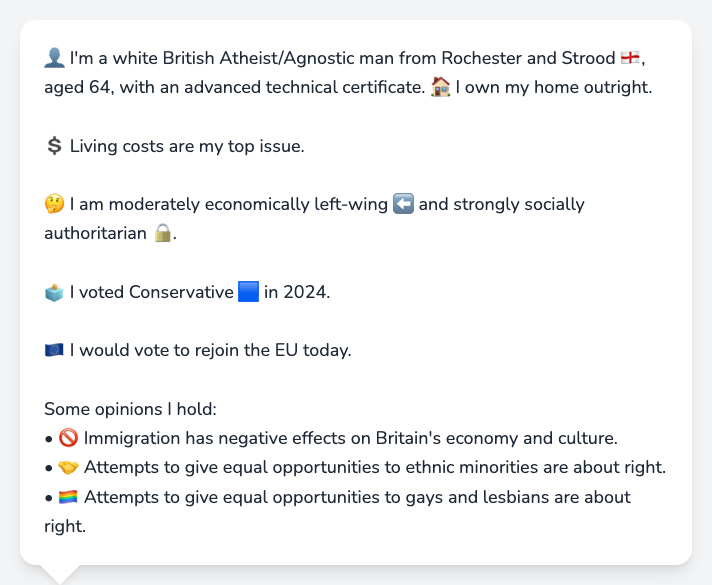 👤 I'm a white British Atheist/Agnostic man from Rochester and Strood 🏴󠁧󠁢󠁥󠁮󠁧󠁿,
aged 64, with an advanced technical certificate. 🏠 I own my home outright.
💲 Living costs are my top issue.
🤔 I am moderately economically left-wing ⬅️ and strongly socially
authoritarian 🔒.
🗳️ I voted Conservative 🟦 in 2024.
🇪🇺 I would vote to rejoin the EU today.
Some opinions I hold:
• 🚫 Immigration has negative effects on Britain's economy and culture.
• 🤝 Attempts to give equal opportunities to ethnic minorities are about right.
• 🏳️‍🌈 Attempts to give equal opportunities to gays and lesbians are about
right.